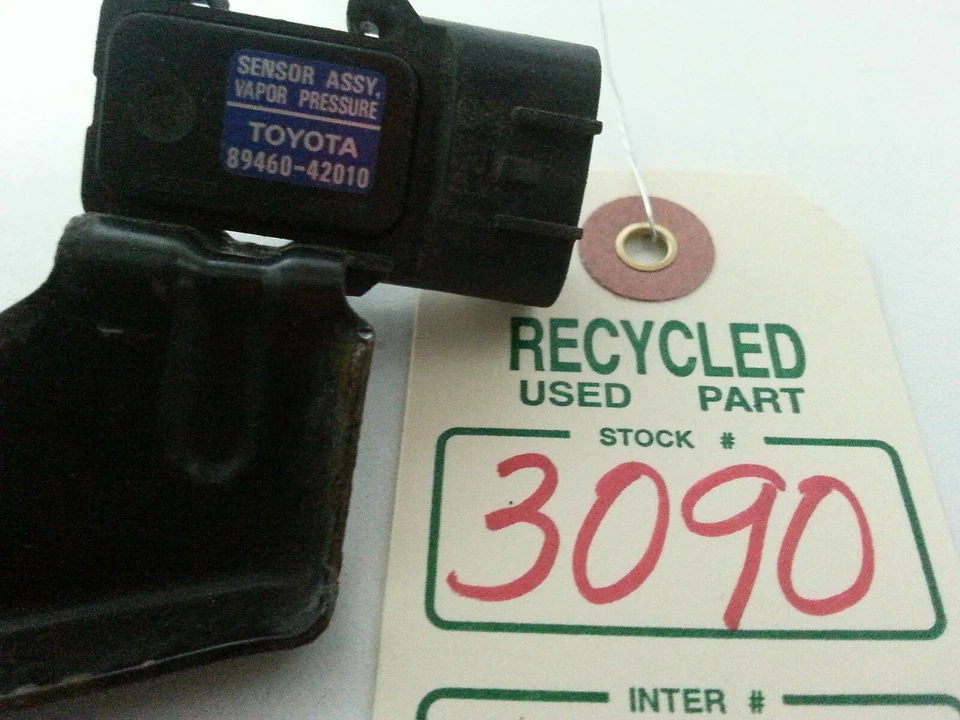 SENSOR ASSY,
VAPOR PRESSURE
TOYOTA
89460-42010
RECYCLED
USED PART
STOCK #
3090
INTER #